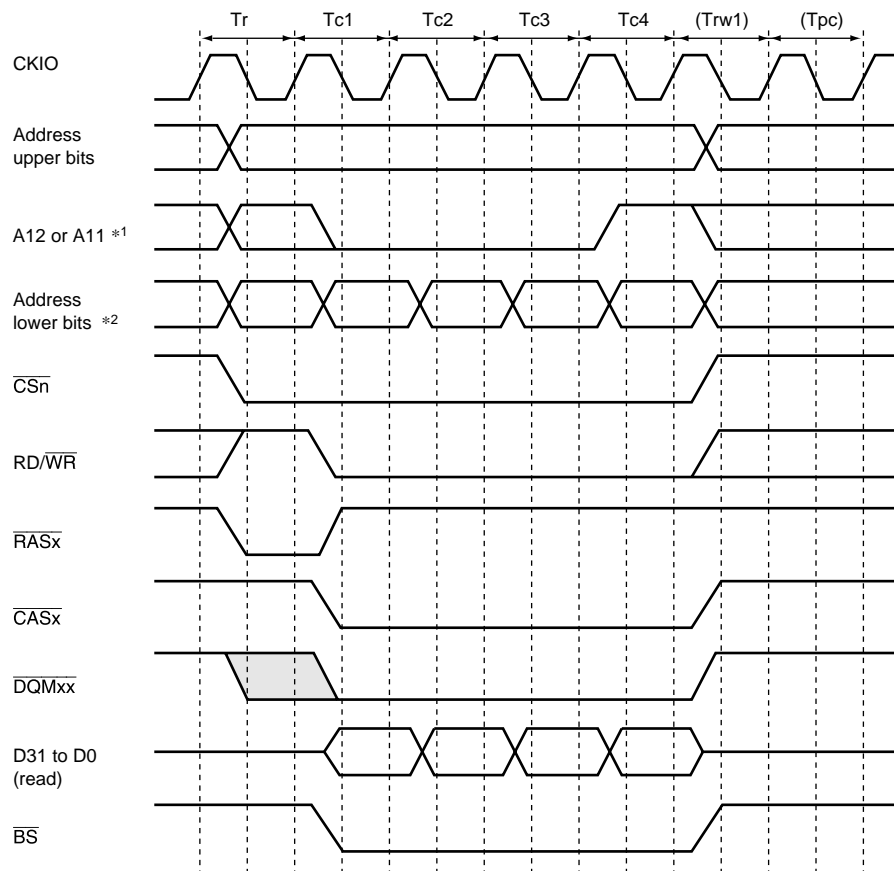 Tr Tc1 Tc2 Tc3 Tc4 (Trw1) (Tpc)
CKIO
Address
upper bits
A12 or A11 *1
Address
lower bits *2
CSn
RD/WR
RASx
CASx
DQMxx
D31 to D0
(read)
BS